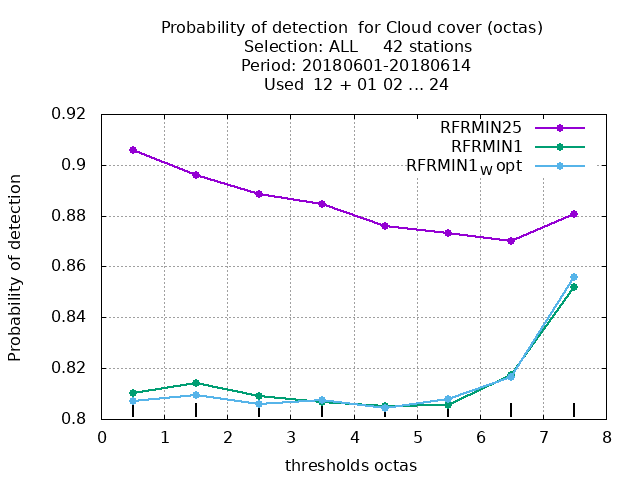 Probability of detection  for Cloud cover (octas)
Selection: ALL     42 stations
Period: 20180601-20180614
Used  12 + 01 02 ... 24
RFRMIN25
RFRMIN1
RFRMIN1W opt
Probability of detection
0.92
0.9
0.88
0.86
0.84
0.82
0.8
0 1 2 3 4 5 6 7 8
thresholds octas